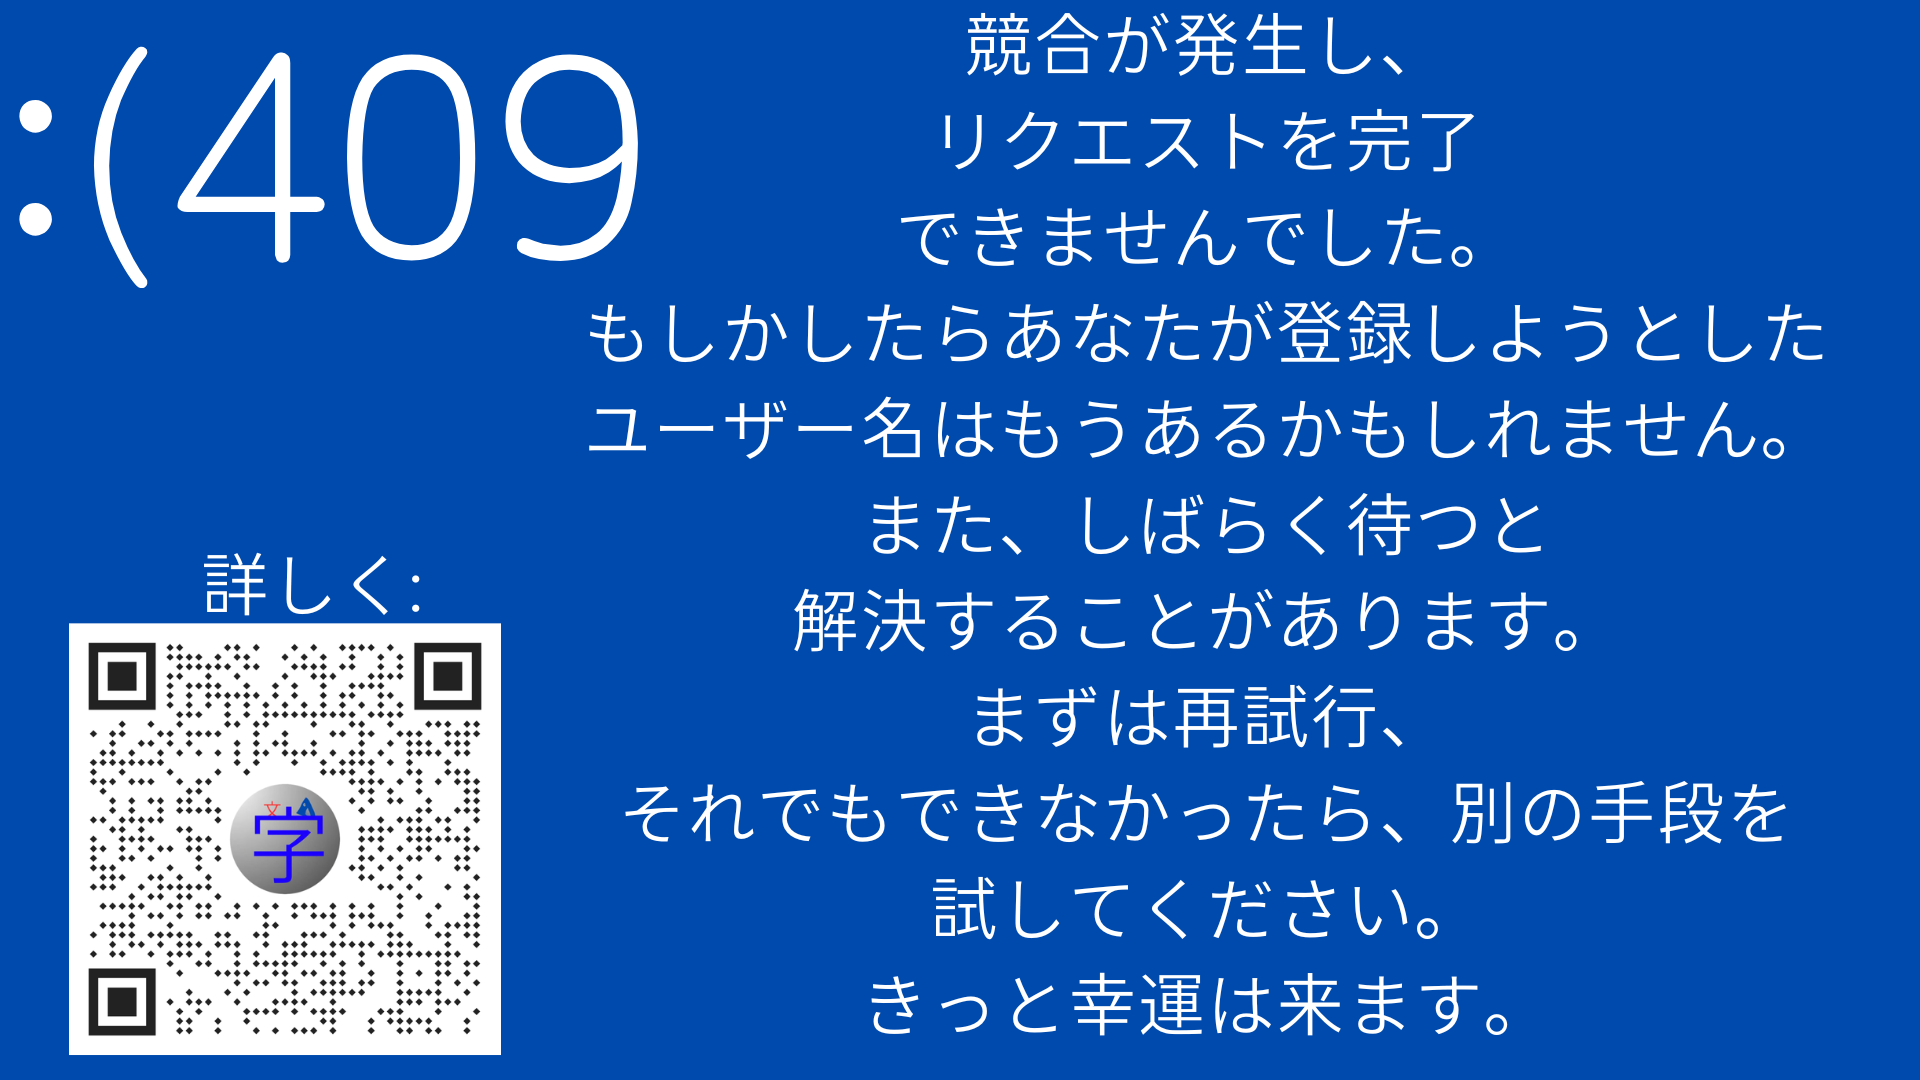 :(409
競合が発生し、
リクエストを完了
できませんでした。
もしかしたらあなたが登録しようとした
ユーザー名はもうあるかもしれません。
また、しばらく待つと
解決することがあります。
まずは再試行、
それでもできなかったら、別の手段を
試してください。
きっと幸運は来ます。
詳しく:
文A
字